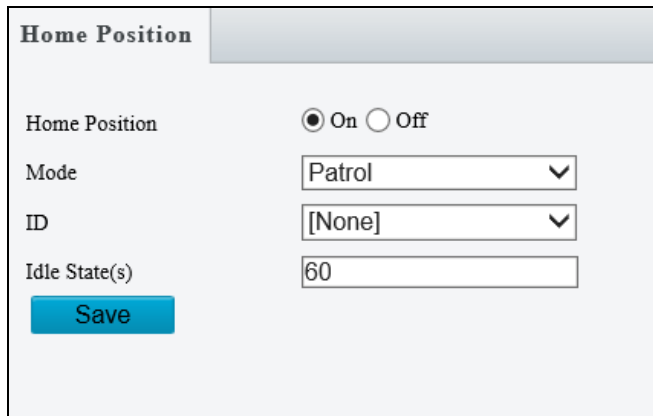 Home Position
Home Position On Off
Mode Patrol
ID [None]
Idle State(s) 60
Save